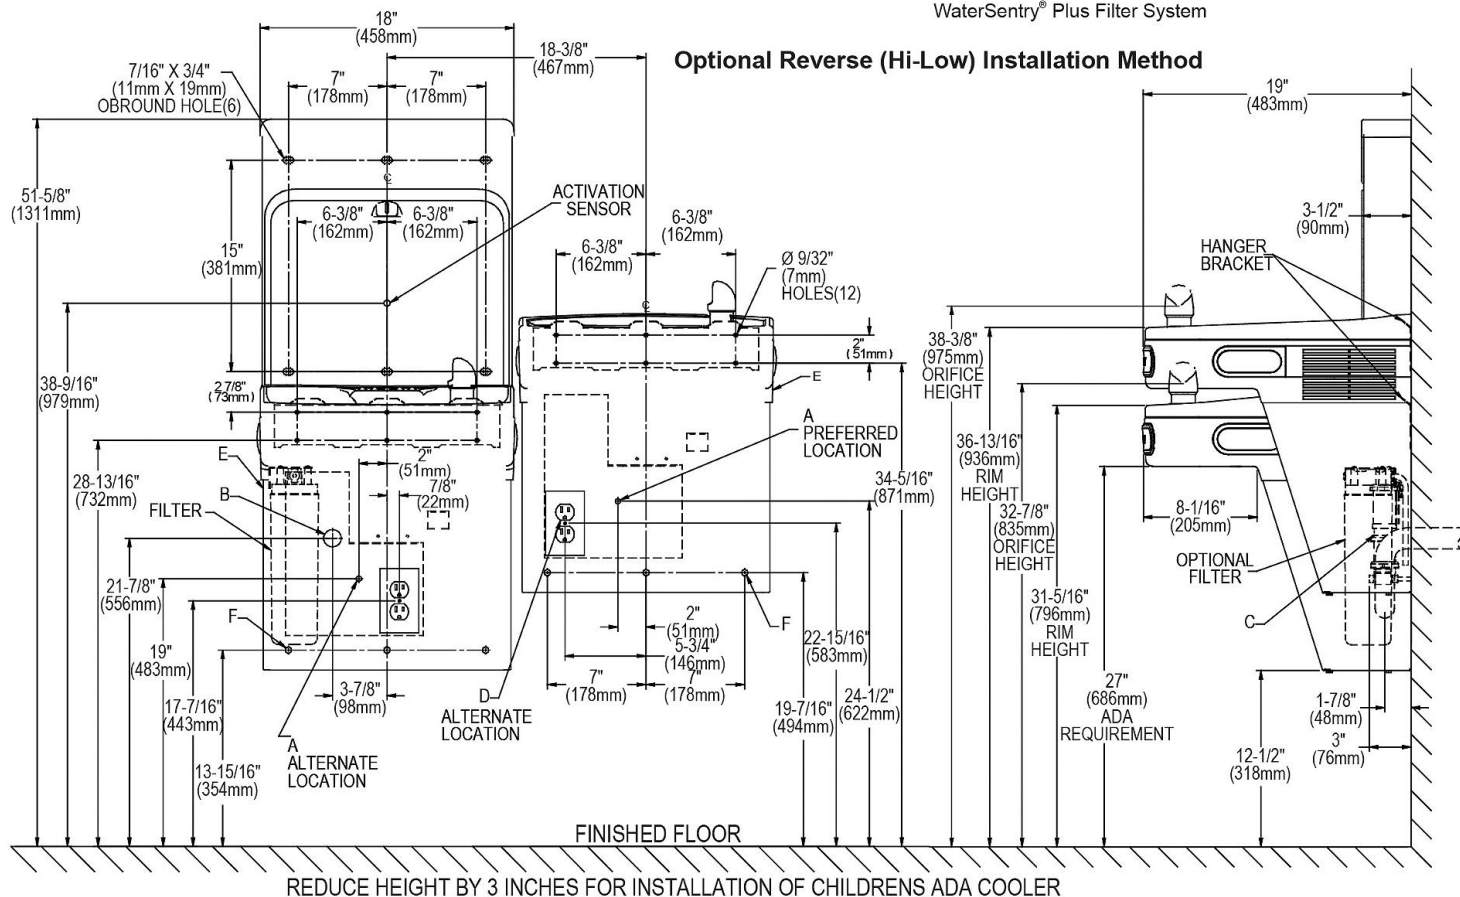 WaterSentry® Plus Filter System
Optional Reverse (Hi-Low) Installation Method
18"
(458mm)
18-3/8"
(467mm)
7/16" X 3/4"
(11mm X 19mm)
OBROUND HOLE(6)
7"
(178mm)
7"
(178mm)
19"
(483mm)
51-5/8"
(1311mm)
ACTIVATION
SENSOR
6-3/8"
(162mm)
6-3/8"
(162mm)
6-3/8"
(162mm)
6-3/8"
(162mm)
3-1/2"
(90mm)
15"
(381mm)
Ø 9/32"
(7mm)
HOLES(12)
HANGER
BRACKET
38-9/16"
(979mm)
2 7/8"
(73mm)
2"
(51mm)
E
38-3/8"
(975mm)
ORIFICE
HEIGHT
A
PREFERRED
LOCATION
36-13/16"
(936mm)
RIM
HEIGHT
E
2"
(51mm)
28-13/16"
(732mm)
7/8"
(22mm)
34-5/16"
(871mm)
B
FILTER
32-7/8"
(835mm)
ORIFICE
HEIGHT
8-1/16"
(205mm)
OPTIONAL
FILTER
21-7/8"
(556mm)
31-5/16"
(796mm)
RIM
HEIGHT
F
F
C
2"
(51mm)
22-15/16"
(583mm)
5-3/4"
(146mm)
19"
(483mm)
3-7/8"
(98mm)
7"
(178mm)
7"
(178mm)
D
ALTERNATE
LOCATION
24-1/2"
(622mm)
27"
(686mm)
ADA
REQUIREMENT
17-7/16"
(443mm)
19-7/16"
(494mm)
1-7/8"
(48mm)
3"
(76mm)
A
ALTERNATE
LOCATION
13-15/16"
(354mm)
12-1/2"
(318mm)
FINISHED FLOOR
REDUCE HEIGHT BY 3 INCHES FOR INSTALLATION OF CHILDRENS ADA COOLER